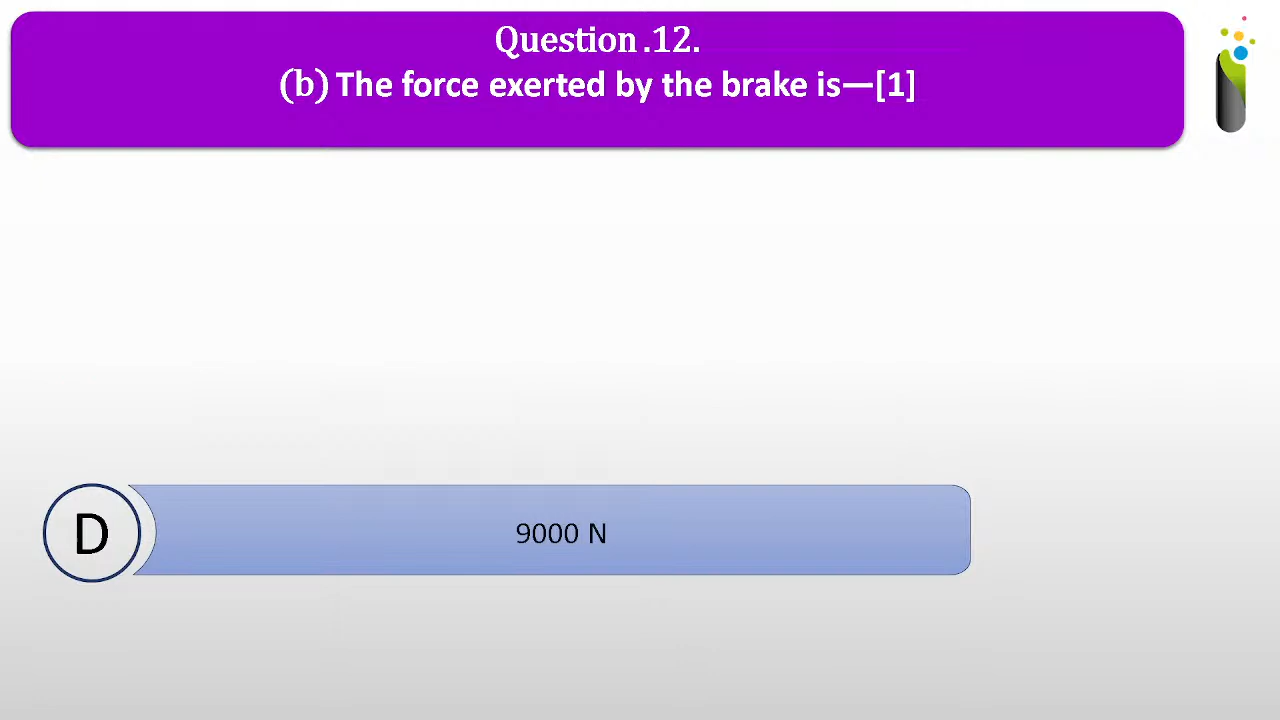 Question .12.
(b) The force exerted by the brake is—[1]
D
9000 N